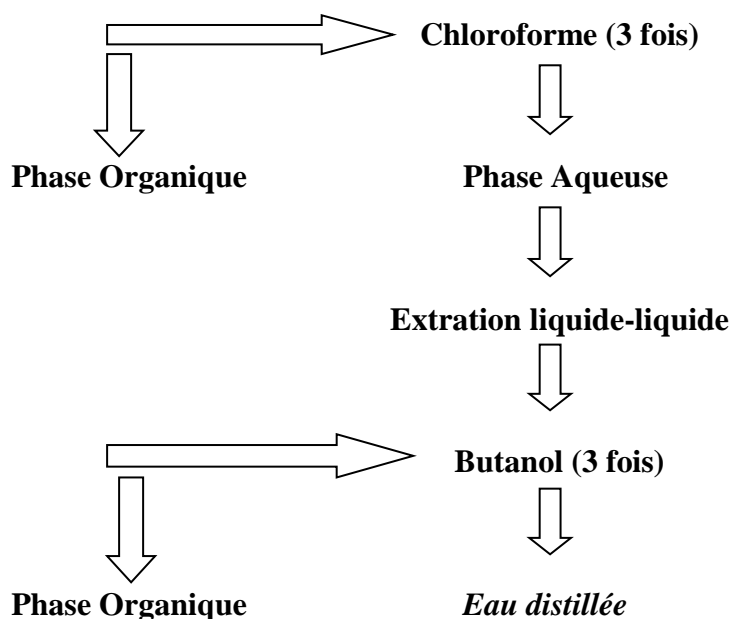 Chloroforme (3 fois)
Phase Organique
Phase Aqueuse
Extration liquide-liquide
Butanol (3 fois)
Phase Organique
Eau distillée